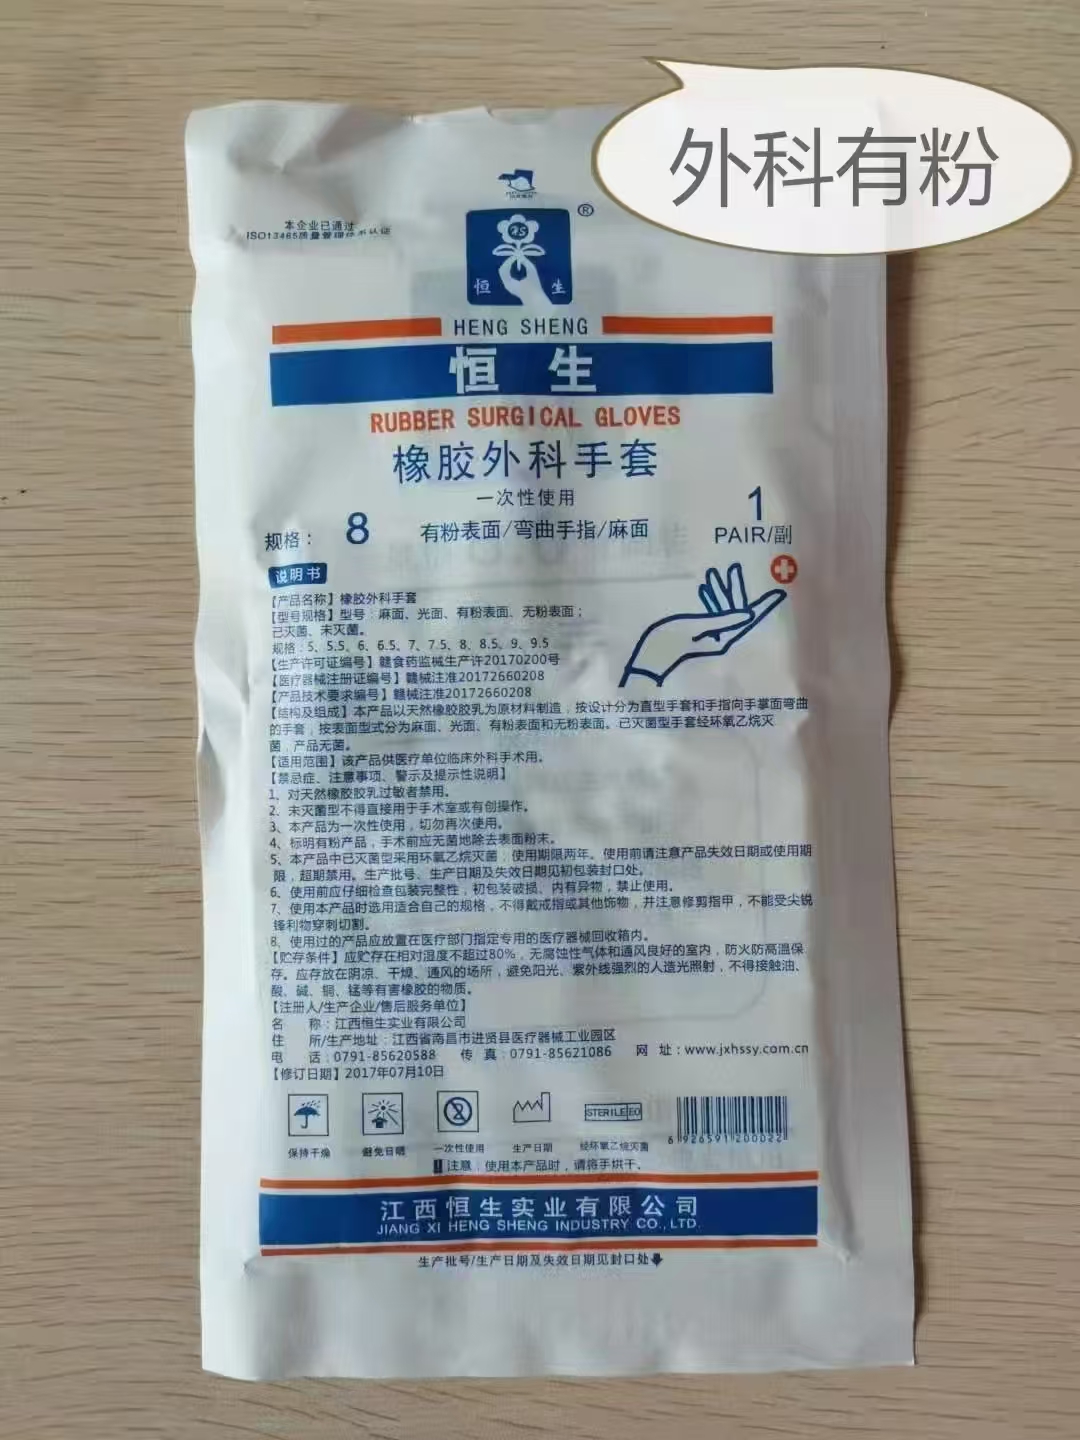 外科有粉
本企业已通过
ISO13485质量管理体系认证
®
恒 生
HENG SHENG
恒 生
RUBBER SURGICAL GLOVES
橡胶外科手套
一次性使用
规格： 8 有粉表面/弯曲手指/麻面 1 PAIR/副
说明书
【产品名称】橡胶外科手套
【型号规格】型号：麻面、光面、有粉表面、无粉表面；
已灭菌、未灭菌。
规格：5、5.5、6、6.5、7、7.5、8、8.5、9、9.5
【生产许可证编号】赣食药监械生产许20170200号
【医疗器械注册证编号】赣械注准20172660208
【产品技术要求编号】赣械注准20172660208
【结构及组成】本产品以天然橡胶胶乳为原材料制造，按设计分为直型手套和手指向手掌面弯曲
的手套，按表面型式分为麻面、光面、有粉表面和无粉表面。已灭菌型手套经环氧乙烷灭
菌，产品无菌。
【适用范围】该产品供医疗单位临床外科手术用。
【禁忌症、注意事项、警示及提示性说明】
1、对天然橡胶胶乳过敏者禁用。
2、未灭菌型不得直接用于手术室或有创操作。
3、本产品为一次性使用，切勿再次使用。
4、标明有粉产品，手术前应无菌地除去表面粉末。
5、本产品中已灭菌型采用环氧乙烷灭菌；使用期限两年。使用前请注意产品失效日期或使用期
限，超期禁用。生产批号、生产日期及失效日期见初包装封口处。
6、使用前应仔细检查包装完整性，初包装破损、内有异物，禁止使用。
7、使用本产品时选用适合自己的规格，不得戴戒指或其他饰物，并注意修剪指甲，不能受尖锐
锋利物穿刺切割。
8、使用过的产品应放置在医疗部门指定专用的医疗器械回收箱内。
【贮存条件】应贮存在相对湿度不超过80%，无腐蚀性气体和通风良好的室内，防火防高温保
存。应存放在阴凉、干燥、通风的场所，避免阳光、紫外线强烈的人造光照射，不得接触油、
酸、碱、铜、锰等有害橡胶的物质。
【注册人/生产企业/售后服务单位】
名 称：江西恒生实业有限公司
住 所/生产地址：江西省南昌市进贤县医疗器械工业园区
电 话：0791-85620588 传 真：0791-85621086 网 址：www.jxhssy.com.cn
【修订日期】2017年07月10日
STERILE EO
保持干燥 避免日晒 一次性使用 生产日期 经环氧乙烷灭菌
6 926591 200022
注意：使用本产品时，请将手烘干。
江西恒生实业有限公司
JIANG XI HENG SHENG INDUSTRY CO.,LTD.
生产批号/生产日期及失效日期见封口处